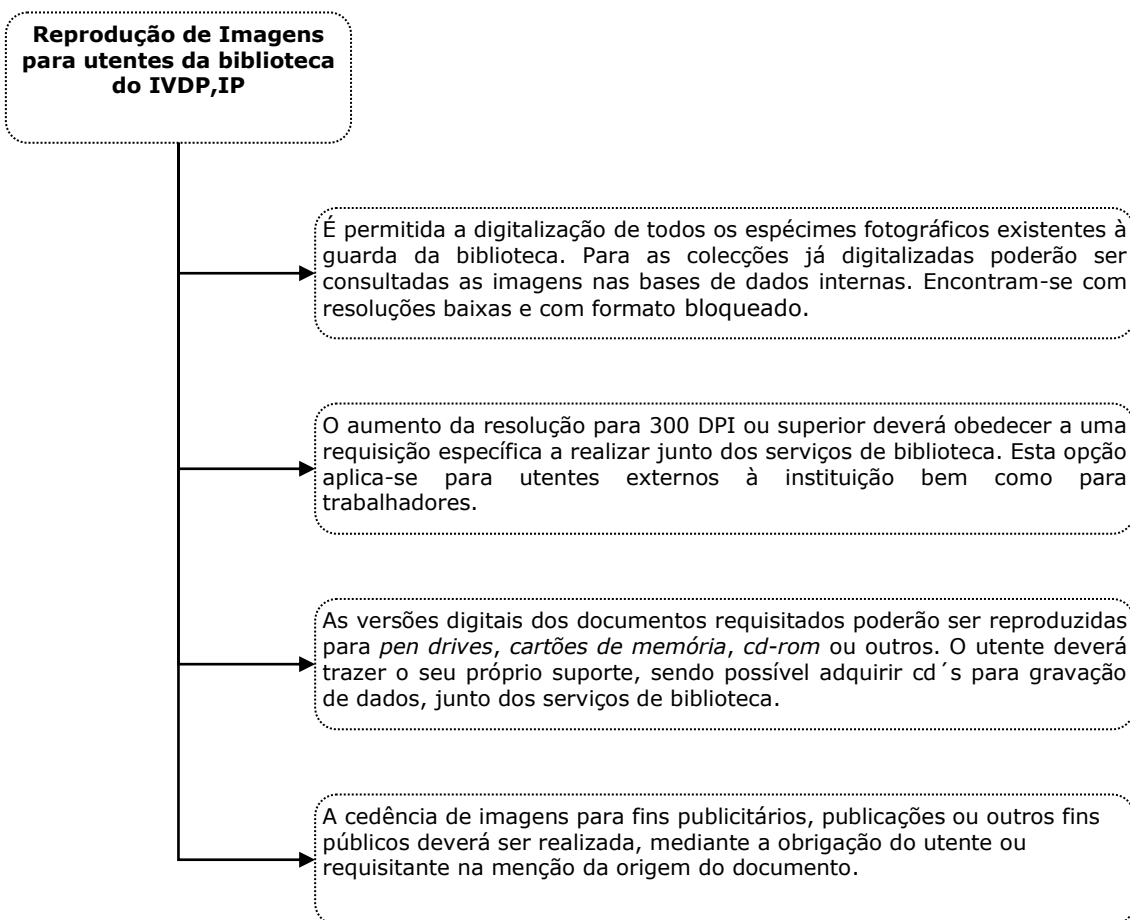 Reprodução de Imagens
para utentes da biblioteca
do IVDP,IP
É permitida a digitalização de todos os espécimes fotográficos existentes à
guarda da biblioteca. Para as colecções já digitalizadas poderão ser
consultadas as imagens nas bases de dados internas. Encontram-se com
resoluções baixas e com formato bloqueado.
O aumento da resolução para 300 DPI ou superior deverá obedecer a uma
requisição específica a realizar junto dos serviços de biblioteca. Esta opção
aplica-se para utentes externos à instituição bem como para
trabalhadores.
As versões digitais dos documentos requisitados poderão ser reproduzidas
para pen drives, cartões de memória, cd-rom ou outros. O utente deverá
trazer o seu próprio suporte, sendo possível adquirir cd´s para gravação
de dados, junto dos serviços de biblioteca.
A cedência de imagens para fins publicitários, publicações ou outros fins
públicos deverá ser realizada, mediante a obrigação do utente ou
requisitante na menção da origem do documento.